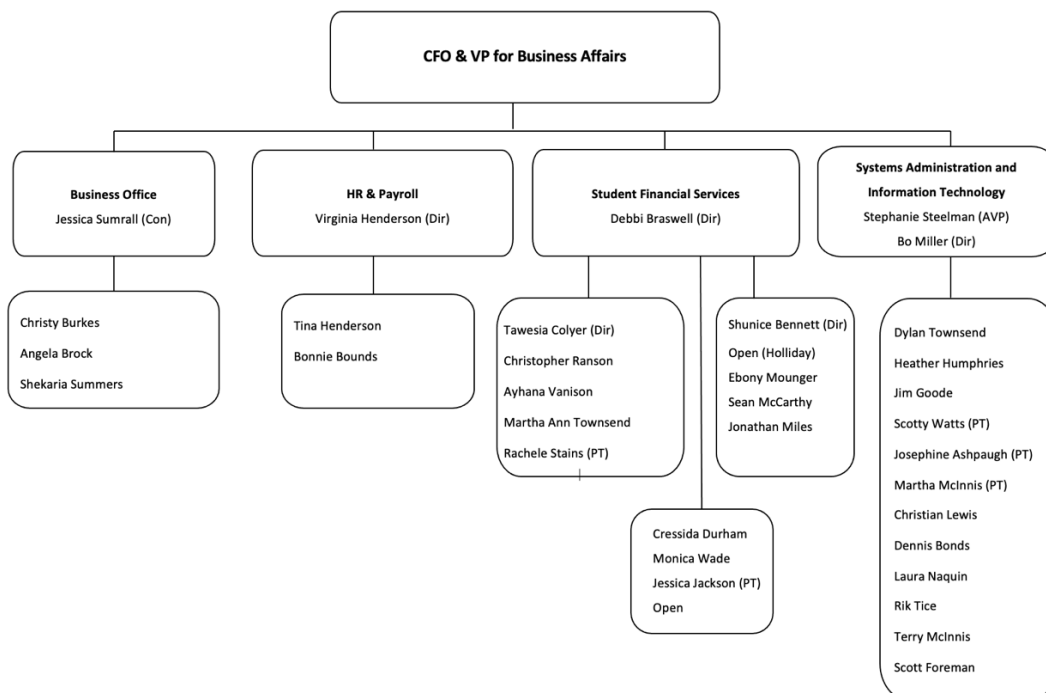 CFO & VP for Business Affairs
Business Office
Jessica Sumrall (Con)
HR & Payroll
Virginia Henderson (Dir)
Student Financial Services
Debbi Braswell (Dir)
Systems Administration and
Information Technology
Stephanie Steelman (AVP)
Bo Miller (Dir)
Christy Burkes
Angela Brock
Shekaria Summers
Tina Henderson
Bonnie Bounds
Tawesia Colyer (Dir)
Christopher Ranson
Ayhana Vanison
Martha Ann Townsend
Rachele Stains (PT)
Cressida Durham
Monica Wade
Jessica Jackson (PT)
Open
Shunice Bennett (Dir)
Open (Holliday)
Ebony Mounger
Sean McCarthy
Jonathan Miles
Dylan Townsend
Heather Humphries
Jim Goode
Scotty Watts (PT)
Josephine Ashpaugh (PT)
Martha McInnis (PT)
Christian Lewis
Dennis Bonds
Laura Naquin
Rik Tice
Terry McInnis
Scott Foreman